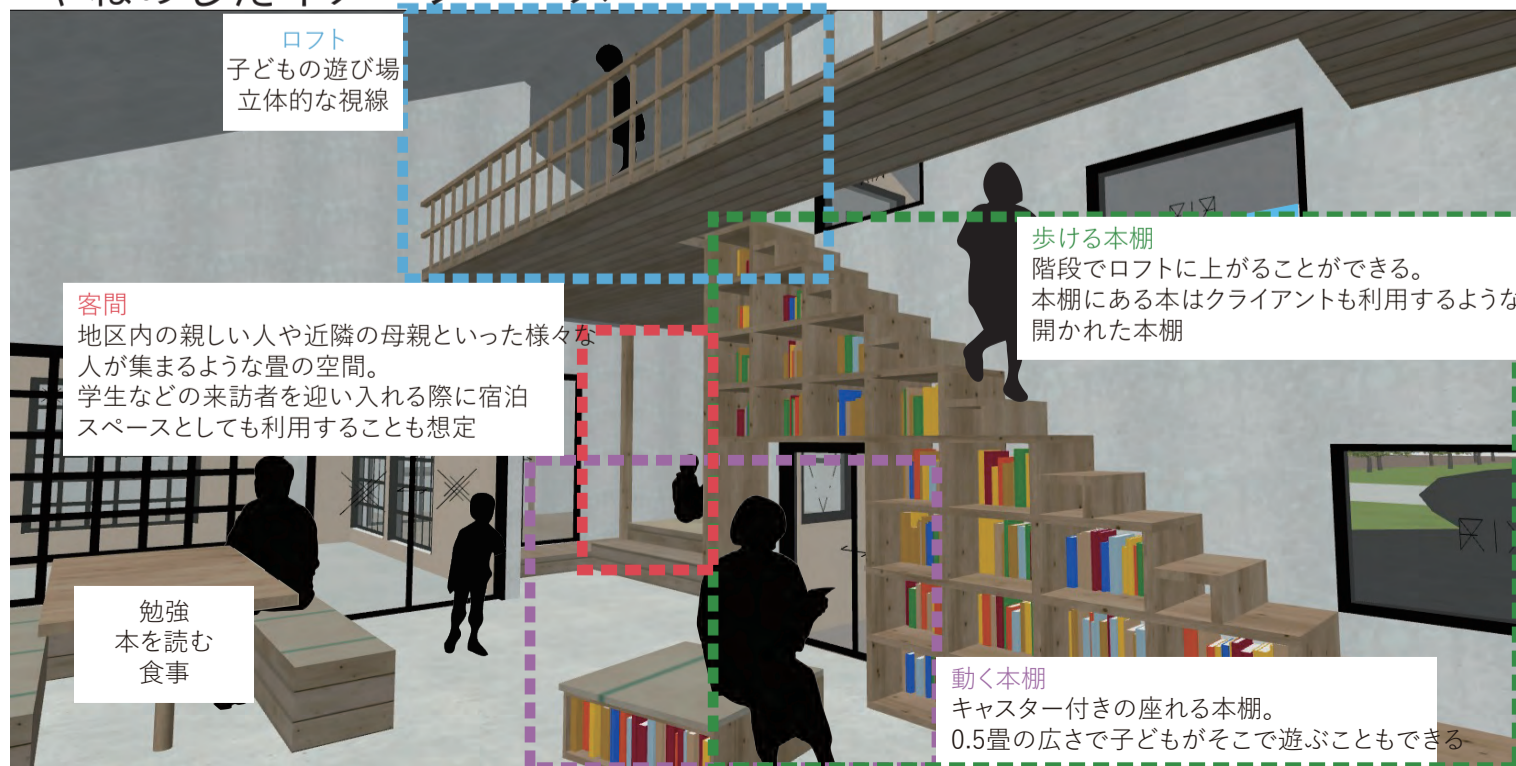 ロフト
子どもの遊び場
立体的な視線
歩ける本棚
階段でロフトに上がることができる。
本棚にある本はクライアントも利用するような
開かれた本棚
客間
地区内の親しい人や近隣の母親といった様々な
人が集まるような畳の空間。
学生などの来訪者を迎い入れる際に宿泊
スペースとしても利用することも想定
勉強
本を読む
食事
動く本棚
キャスター付きの座れる本棚。
0.5畳の広さで子どもがそこで遊ぶこともできる